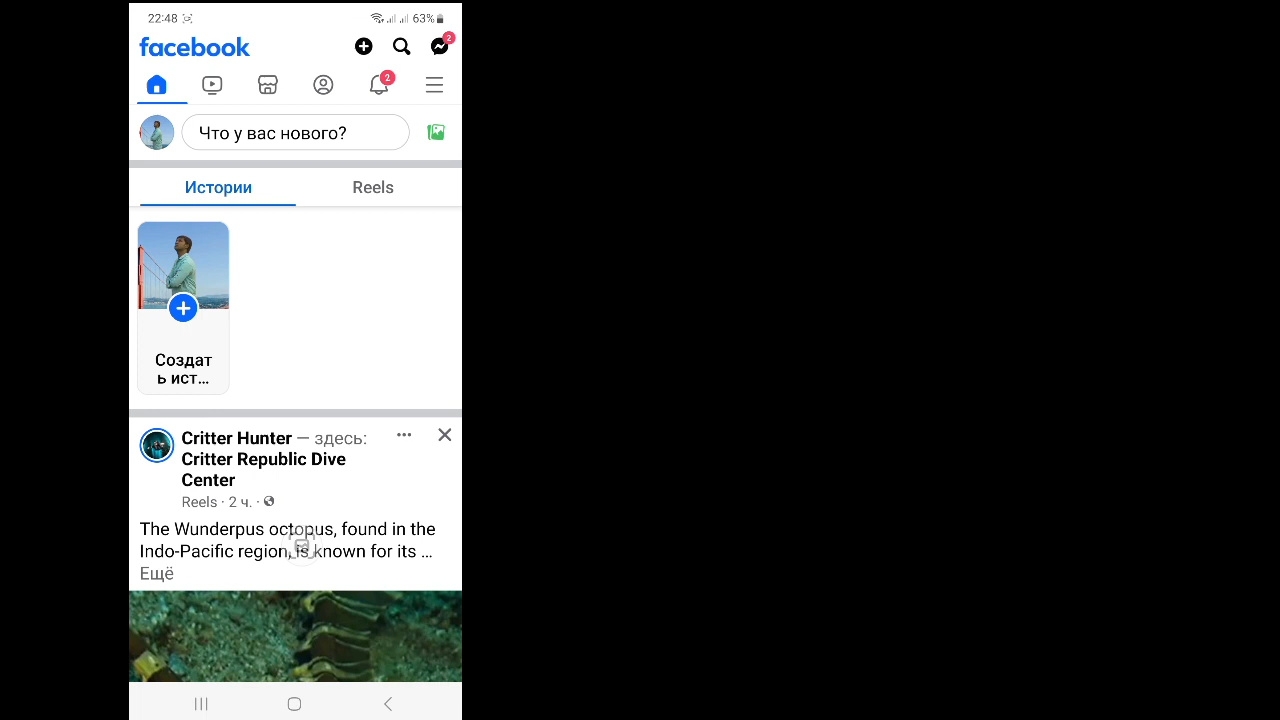 22:48 63%
facebook
2
2
Что у вас нового?
Истории Reels
Создат
ь ист...
Critter Hunter — здесь:
Critter Republic Dive
Center
Reels · 2 ч. ·
The Wunderpus octopus, found in the
Indo-Pacific region, is known for its ...
Ещё